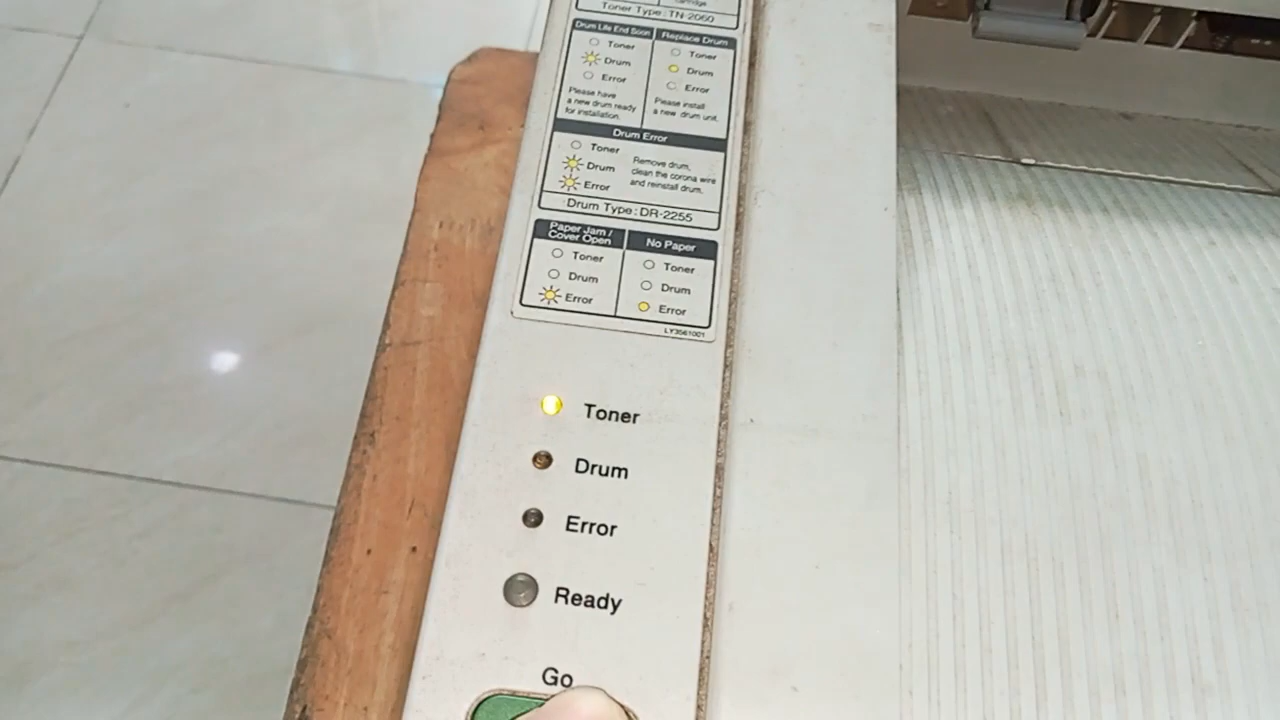 cartridge
Toner Type : TN-2060
Drum Life End Soon
Toner
Drum
Error
Please have
a new drum ready
for installation.
Replace Drum
Toner
Drum
Error
Please install
a new drum unit.
Drum Error
Toner
Drum
Error
Remove drum,
clean the corona wire
and reinstall drum.
Drum Type : DR-2255
Paper Jam /
Cover Open
Toner
Drum
Error
No Paper
Toner
Drum
Error
LY3561001
Toner
Drum
Error
Ready
Go